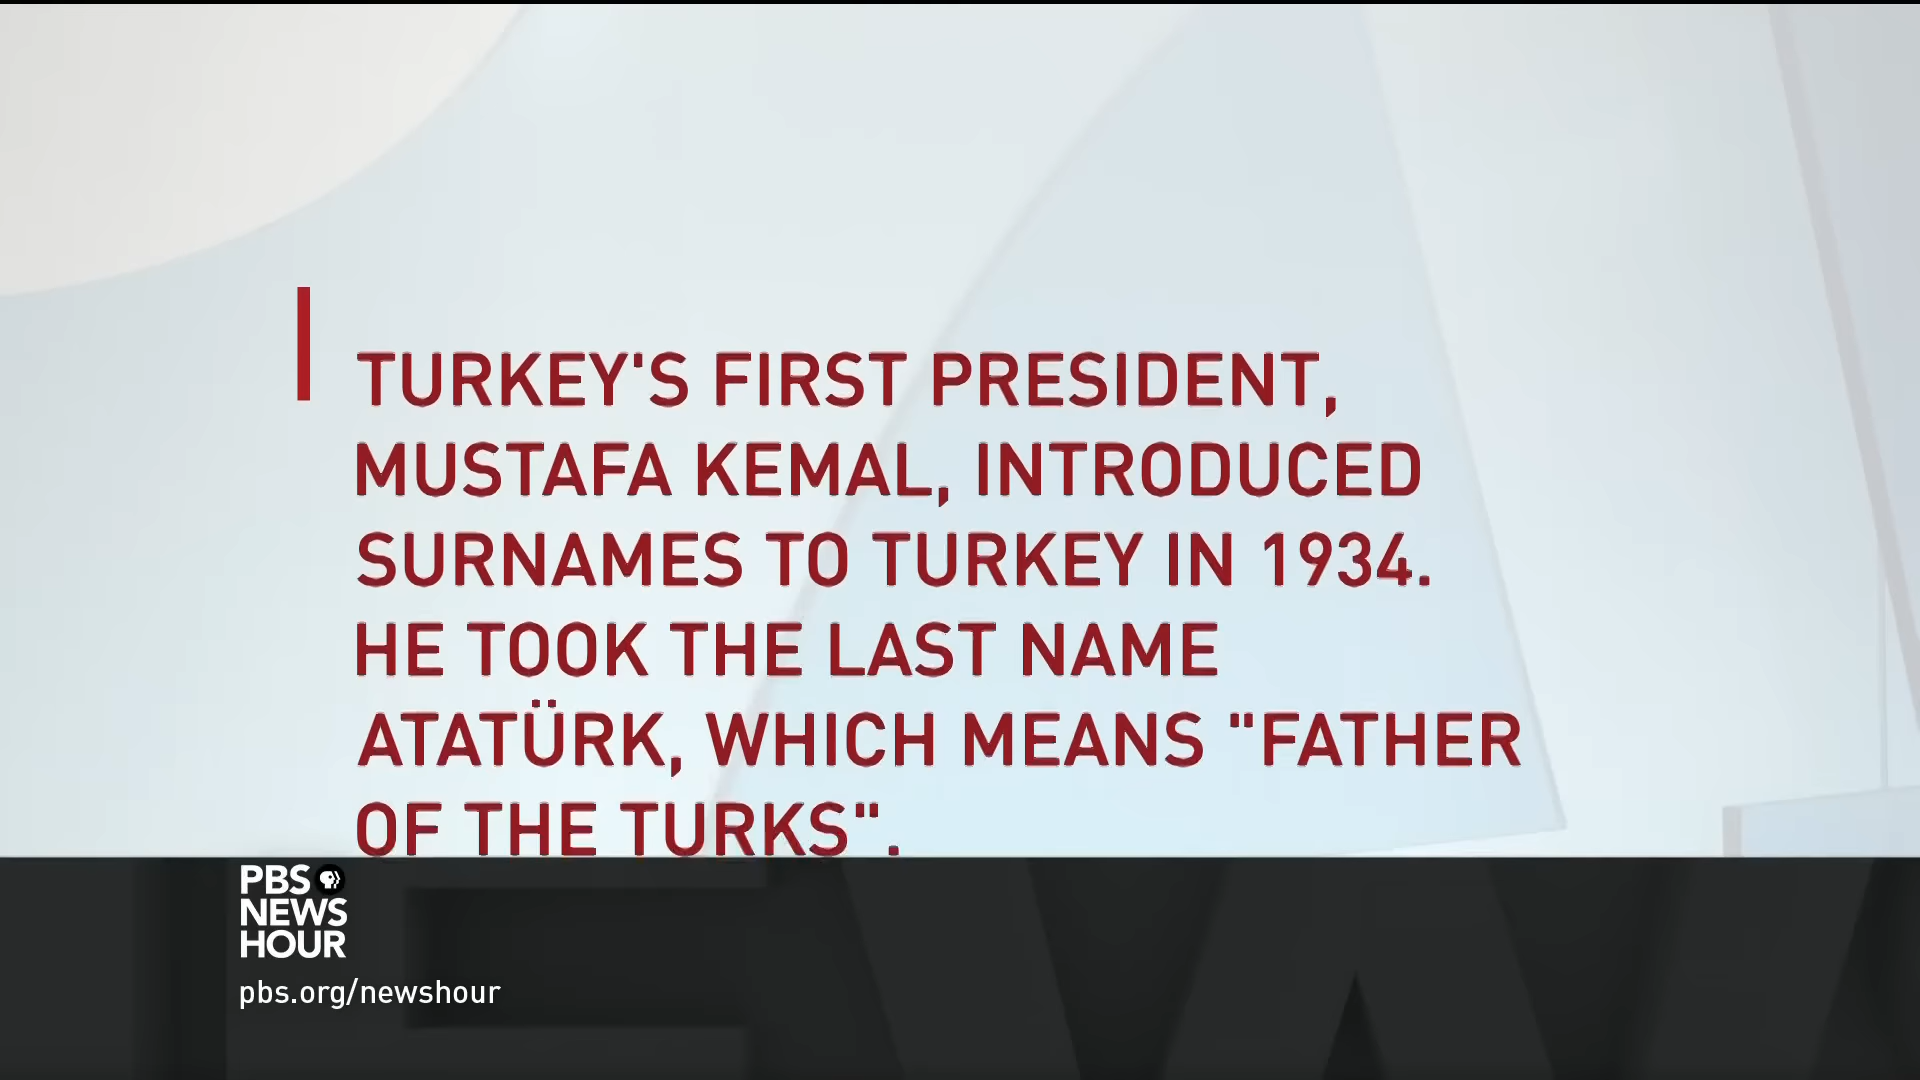 TURKEY'S FIRST PRESIDENT,
MUSTAFA KEMAL, INTRODUCED
SURNAMES TO TURKEY IN 1934.
HE TOOK THE LAST NAME
ATATÜRK, WHICH MEANS "FATHER
OF THE TURKS".
PBS
NEWS
HOUR
pbs.org/newshour